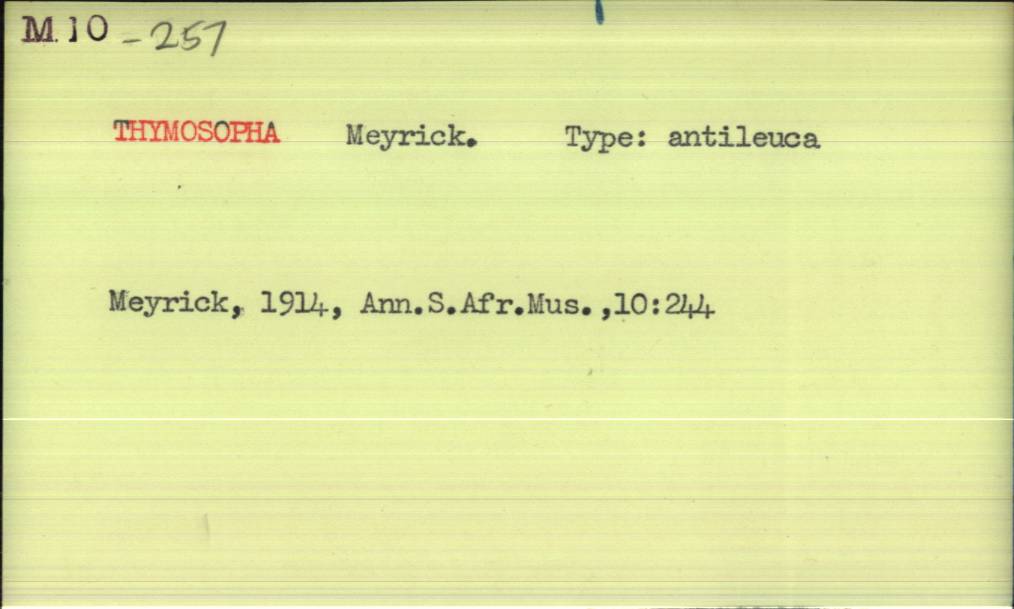 M.10 - 257
THYMOSOPHA Meyrick. Type: antileuca
Meyrick, 1914, Ann.S.Afr.Mus.,10:244